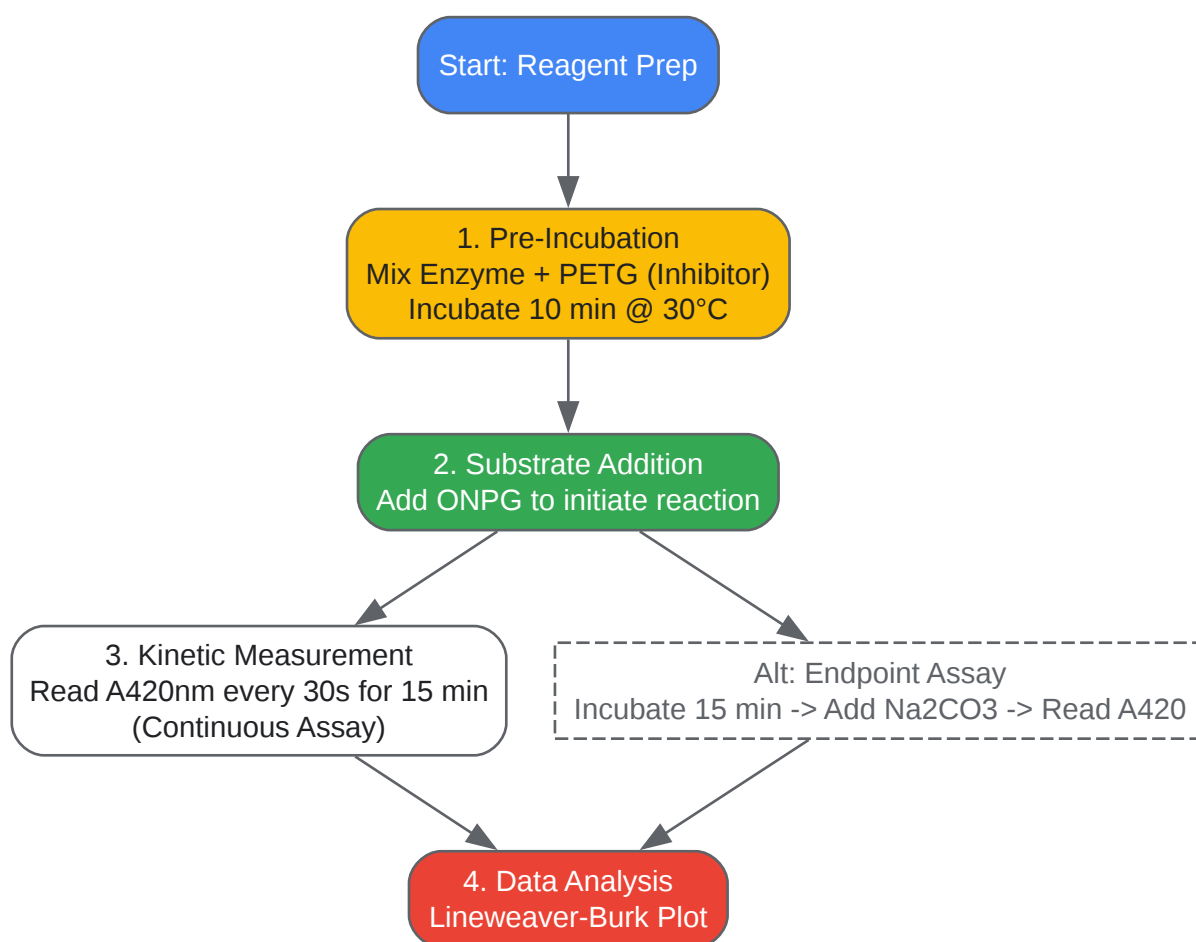 Start: Reagent Prep
1. Pre-Incubation
Mix Enzyme + PETG (Inhibitor)
Incubate 10 min @ 30°C
2. Substrate Addition
Add ONPG to initiate reaction
3. Kinetic Measurement
Read A420nm every 30s for 15 min
(Continuous Assay)
Alt: Endpoint Assay
Incubate 15 min -> Add Na2CO3 -> Read A420
4. Data Analysis
Lineweaver-Burk Plot